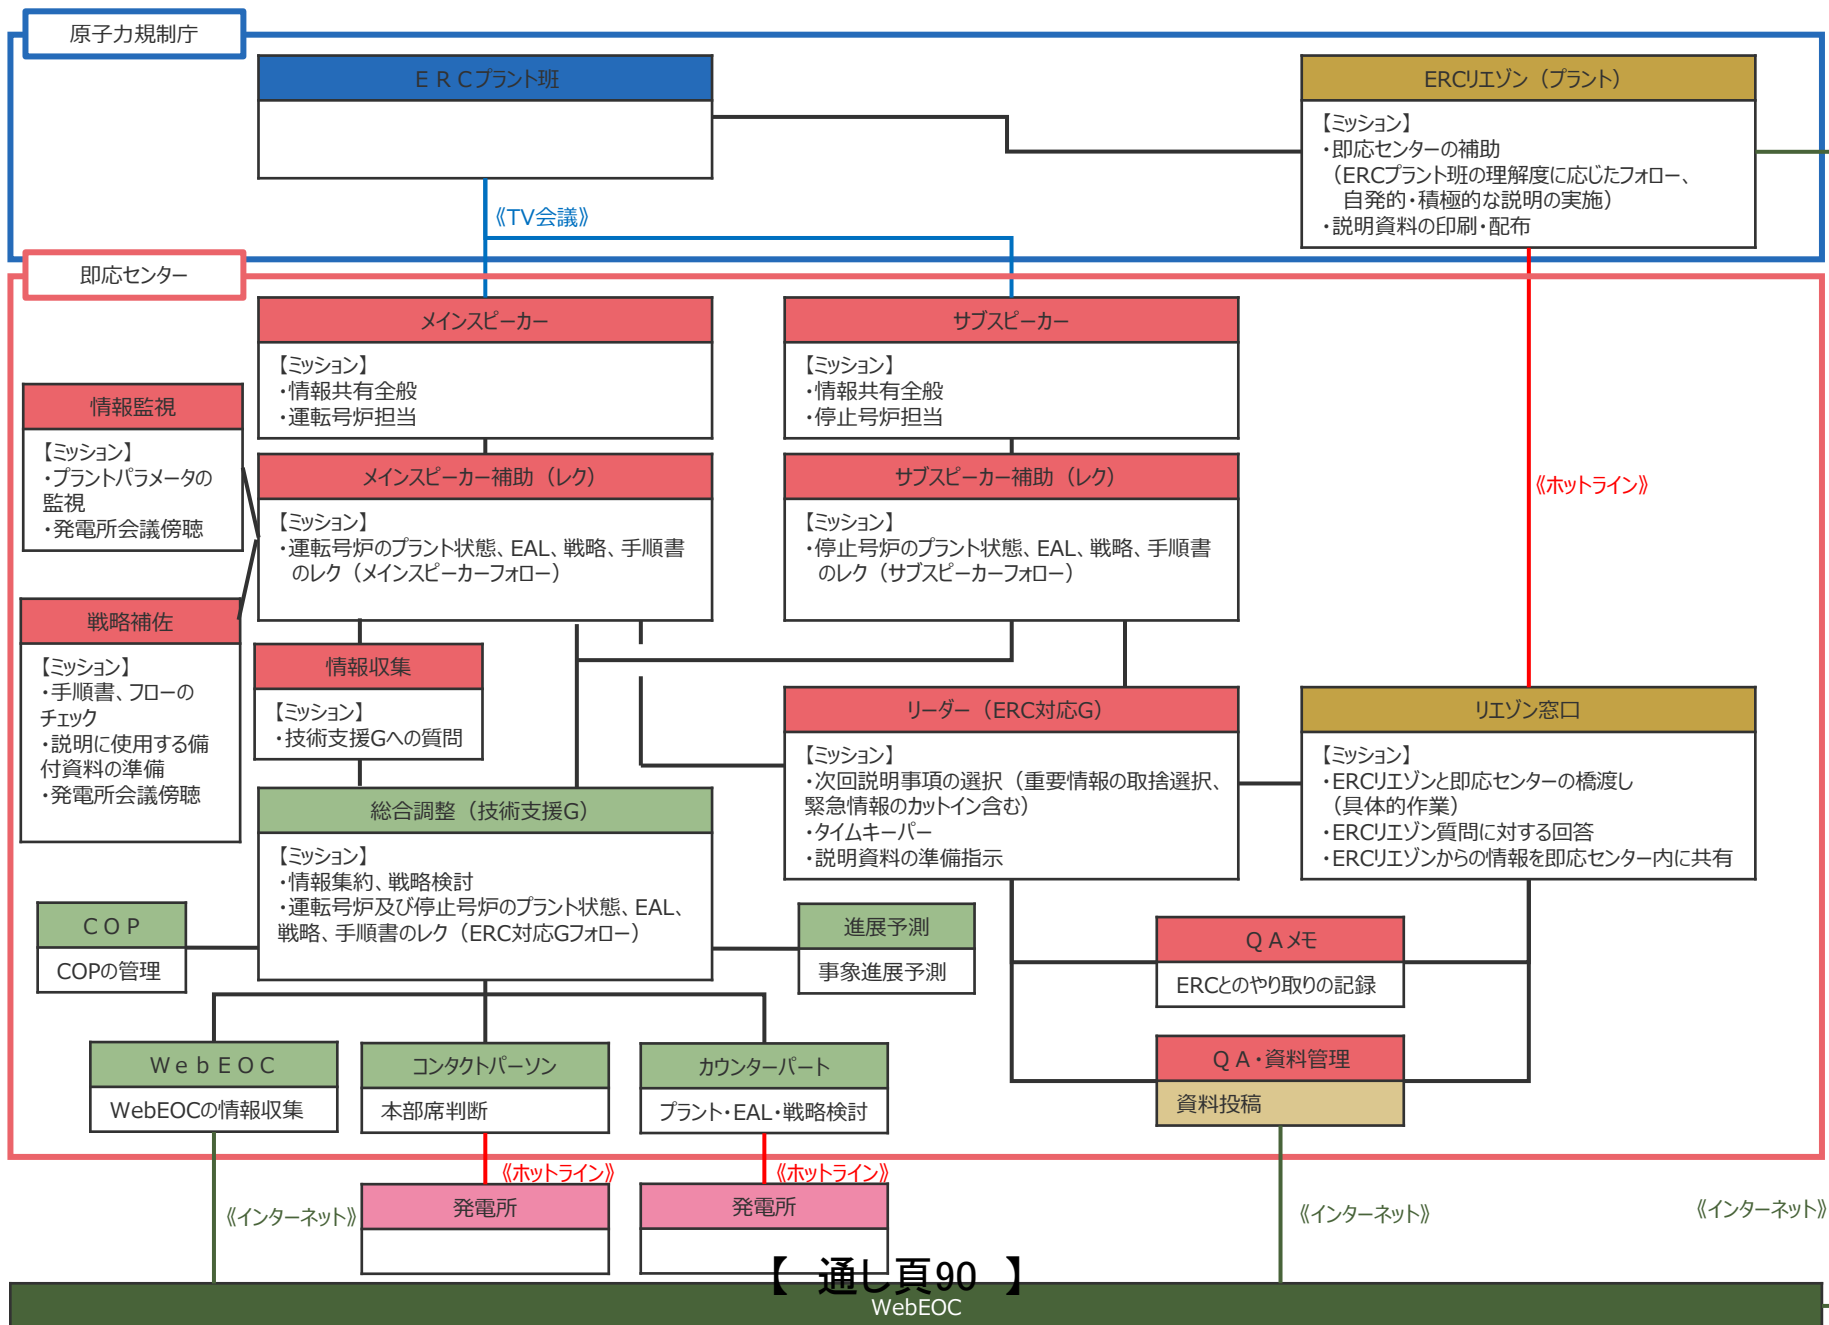 原子力規制庁
ＥＲＣプラント班
ERCリエゾン（プラント）
【ミッション】
・即応センターの補助
（ERCプラント班の理解度に応じたフォロー、
自発的・積極的な説明の実施）
・説明資料の印刷・配布
《TV会議》
即応センター
メインスピーカー
【ミッション】
・情報共有全般
・運転号炉担当
サブスピーカー
【ミッション】
・情報共有全般
・停止号炉担当
情報監視
【ミッション】
・プラントパラメータの
監視
・発電所会議傍聴
メインスピーカー補助（レク）
【ミッション】
・運転号炉のプラント状態、EAL、戦略、手順書
のレク（メインスピーカーフォロー）
サブスピーカー補助（レク）
【ミッション】
・停止号炉のプラント状態、EAL、戦略、手順書
のレク（サブスピーカーフォロー）
《ホットライン》
戦略補佐
【ミッション】
・手順書、フローの
チェック
・説明に使用する備
付資料の準備
・発電所会議傍聴
情報収集
【ミッション】
・技術支援Gへの質問
リーダー（ERC対応G）
【ミッション】
・次回説明事項の選択（重要情報の取捨選択、
緊急情報のカットイン含む）
・タイムキーパー
・説明資料の準備指示
リエゾン窓口
【ミッション】
・ERCリエゾンと即応センターの橋渡し
（具体的作業）
・ERCリエゾン質問に対する回答
・ERCリエゾンからの情報を即応センター内に共有
総合調整（技術支援G）
【ミッション】
・情報集約、戦略検討
・運転号炉及び停止号炉のプラント状態、EAL、
戦略、手順書のレク（ERC対応Gフォロー）
ＣＯＰ
COPの管理
進展予測
事象進展予測
ＱＡメモ
ERCとのやり取りの記録
ＷｅｂＥＯＣ
WebEOCの情報収集
コンタクトパーソン
本部席判断
カウンターパート
プラント・EAL・戦略検討
ＱＡ・資料管理
資料投稿
《ホットライン》
《ホットライン》
発電所
発電所
《インターネット》
《インターネット》
《インターネット》
【　通し頁90　】
WebEOC